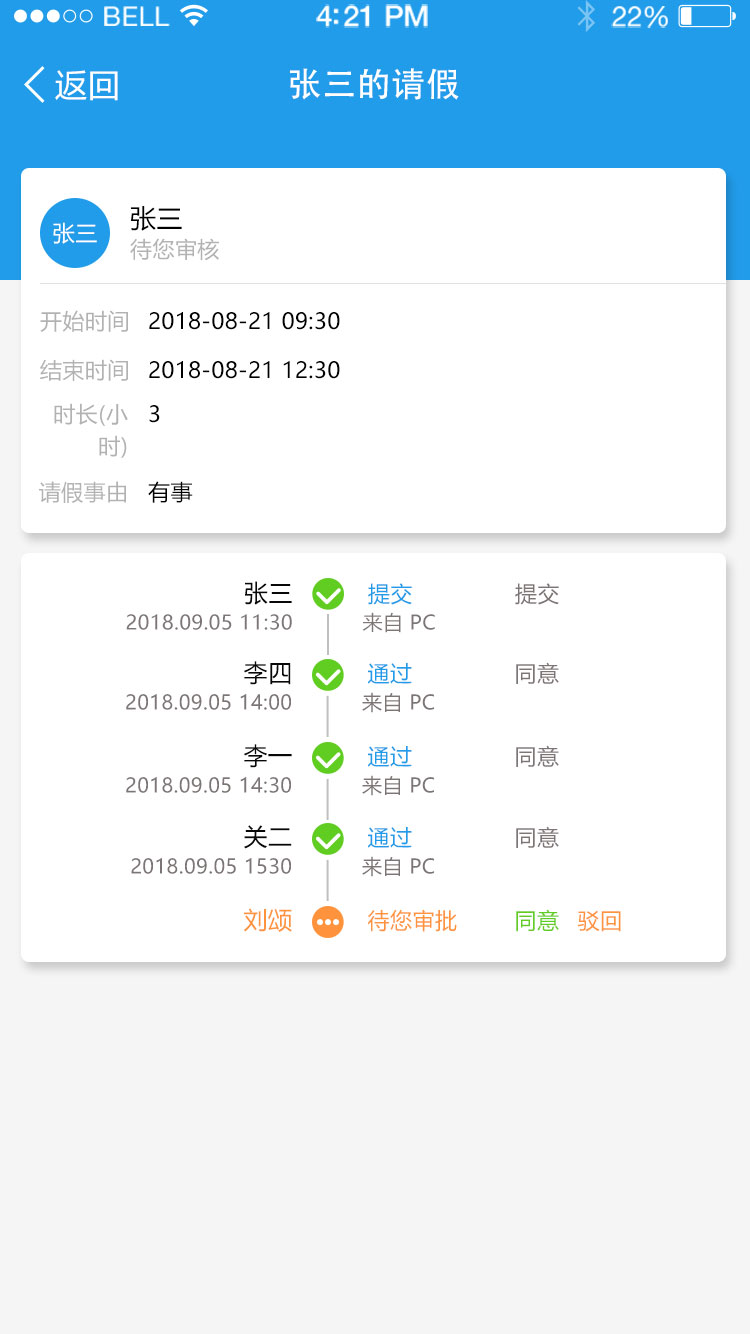 BELL 4:21 PM 22%
返回 张三的请假
张三 张三
待您审核
开始时间 2018-08-21 09:30
结束时间 2018-08-21 12:30
时长(小 3
时)
请假事由 有事
张三 提交 提交
2018.09.05 11:30 来自 PC
李四 通过 同意
2018.09.05 14:00 来自 PC
李一 通过 同意
2018.09.05 14:30 来自 PC
关二 通过 同意
2018.09.05 1530 来自 PC
刘颂 待您审批 同意 驳回